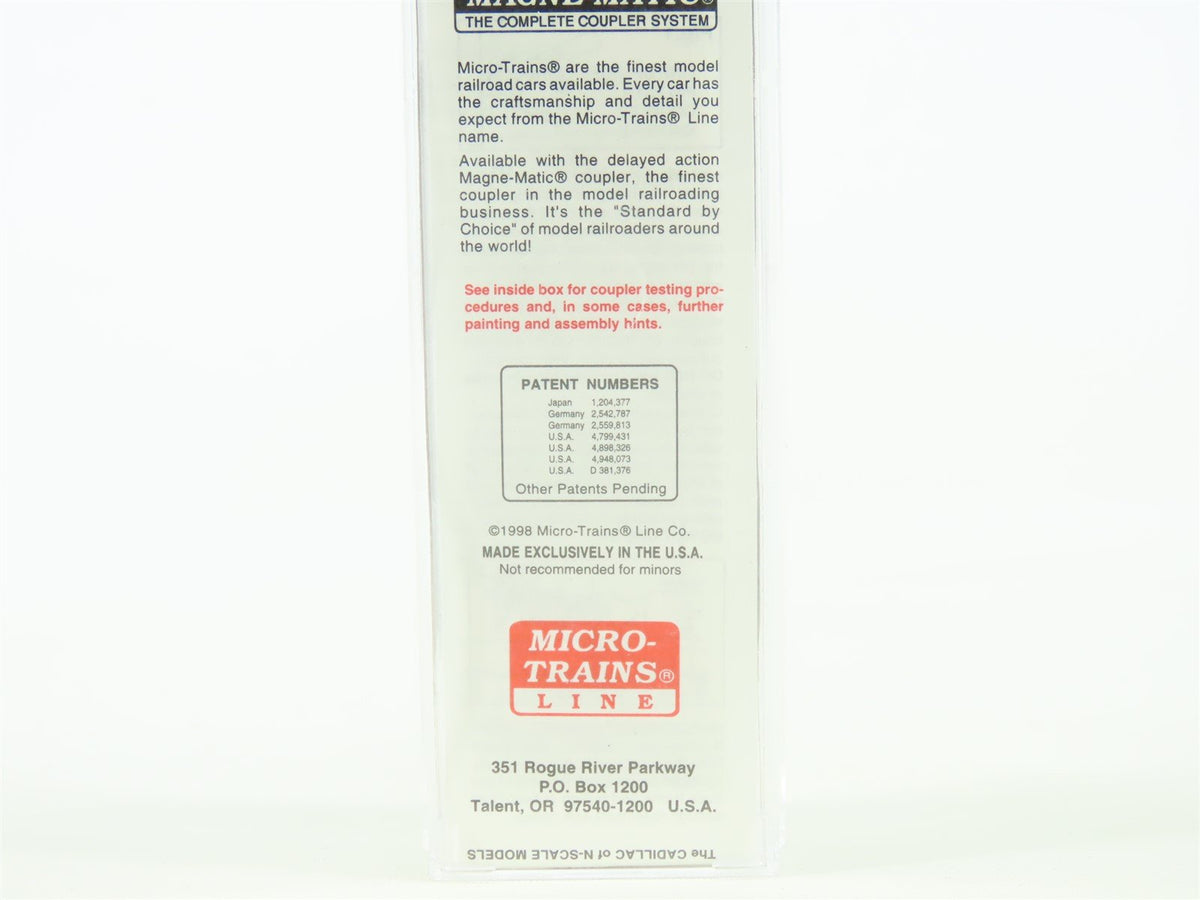 MAGNE-MATIC®
THE COMPLETE COUPLER SYSTEM
Micro-Trains® are the finest model
railroad cars available. Every car has
the craftsmanship and detail you
expect from the Micro-Trains® Line
name.
Available with the delayed action
Magne-Matic® coupler, the finest
coupler in the model railroading
business. It's the "Standard by
Choice" of model railroaders around
the world!
See inside box for coupler testing pro-
cedures and, in some cases, further
painting and assembly hints.
PATENT NUMBERS
Japan 1,204,377
Germany 2,542,787
Germany 2,559,813
U.S.A. 4,799,431
U.S.A. 4,898,326
U.S.A. 4,948,073
U.S.A. D 381,376
Other Patents Pending
©1998 Micro-Trains® Line Co.
MADE EXCLUSIVELY IN THE U.S.A.
Not recommended for minors
MICRO-
TRAINS®
LINE
351 Rogue River Parkway
P.O. Box 1200
Talent, OR 97540-1200 U.S.A.
The CADILLAC of N-SCALE MODELS